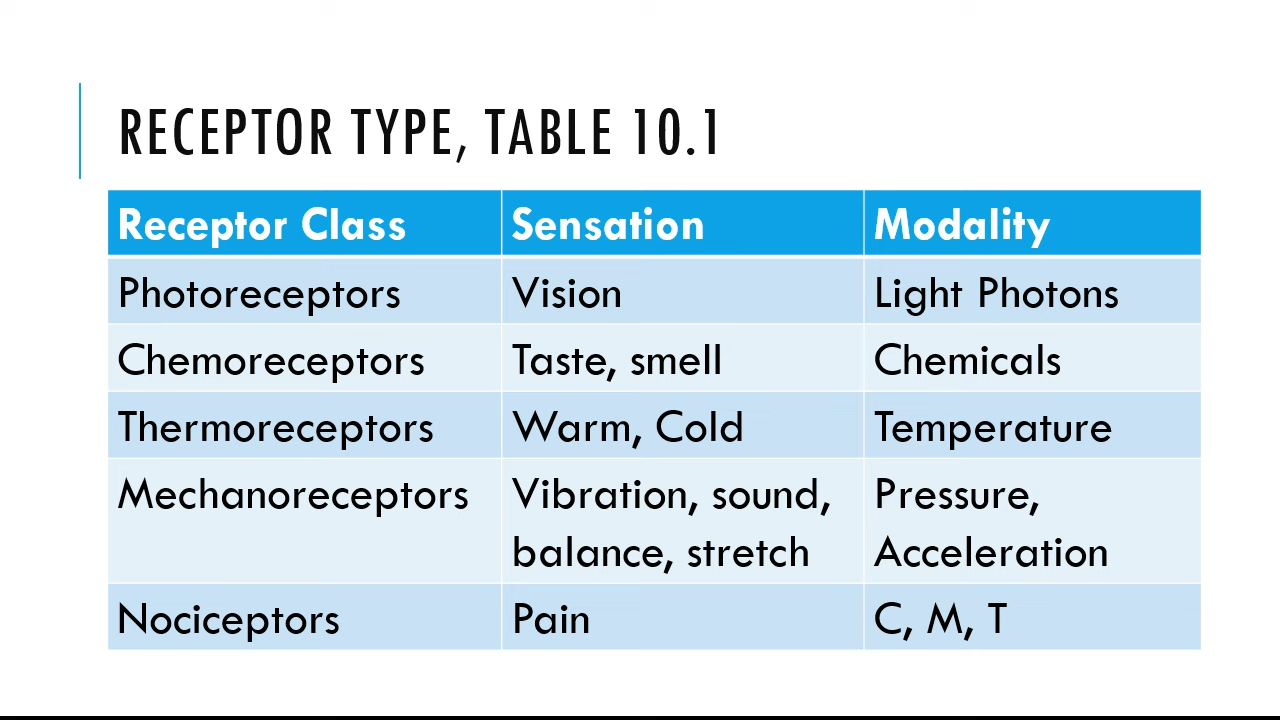 RECEPTOR TYPE, TABLE 10.1
Receptor Class Sensation Modality
Photoreceptors Vision Light Photons
Chemoreceptors Taste, smell Chemicals
Thermoreceptors Warm, Cold Temperature
Mechanoreceptors Vibration, sound, Pressure,
balance, stretch Acceleration
Nociceptors Pain C, M, T